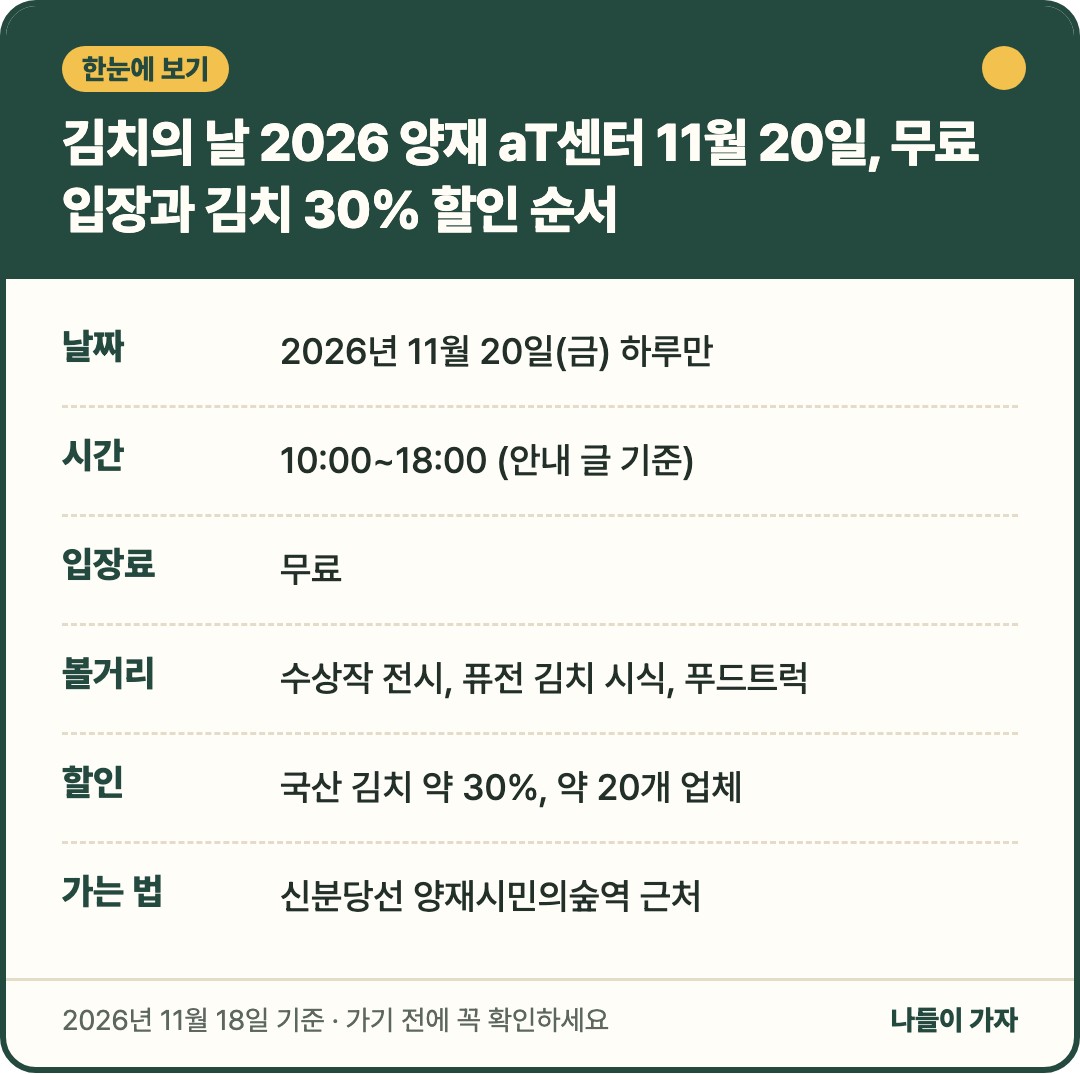 한눈에 보기
김치의 날 2026 양재 aT센터 11월 20일, 무료
입장과 김치 30% 할인 순서
날짜 2026년 11월 20일(금) 하루만
시간 10:00~18:00 (안내 글 기준)
입장료 무료
볼거리 수상작 전시, 퓨전 김치 시식, 푸드트럭
할인 국산 김치 약 30%, 약 20개 업체
가는 법 신분당선 양재시민의숲역 근처
2026년 11월 18일 기준 · 가기 전에 꼭 확인하세요 나들이 가자